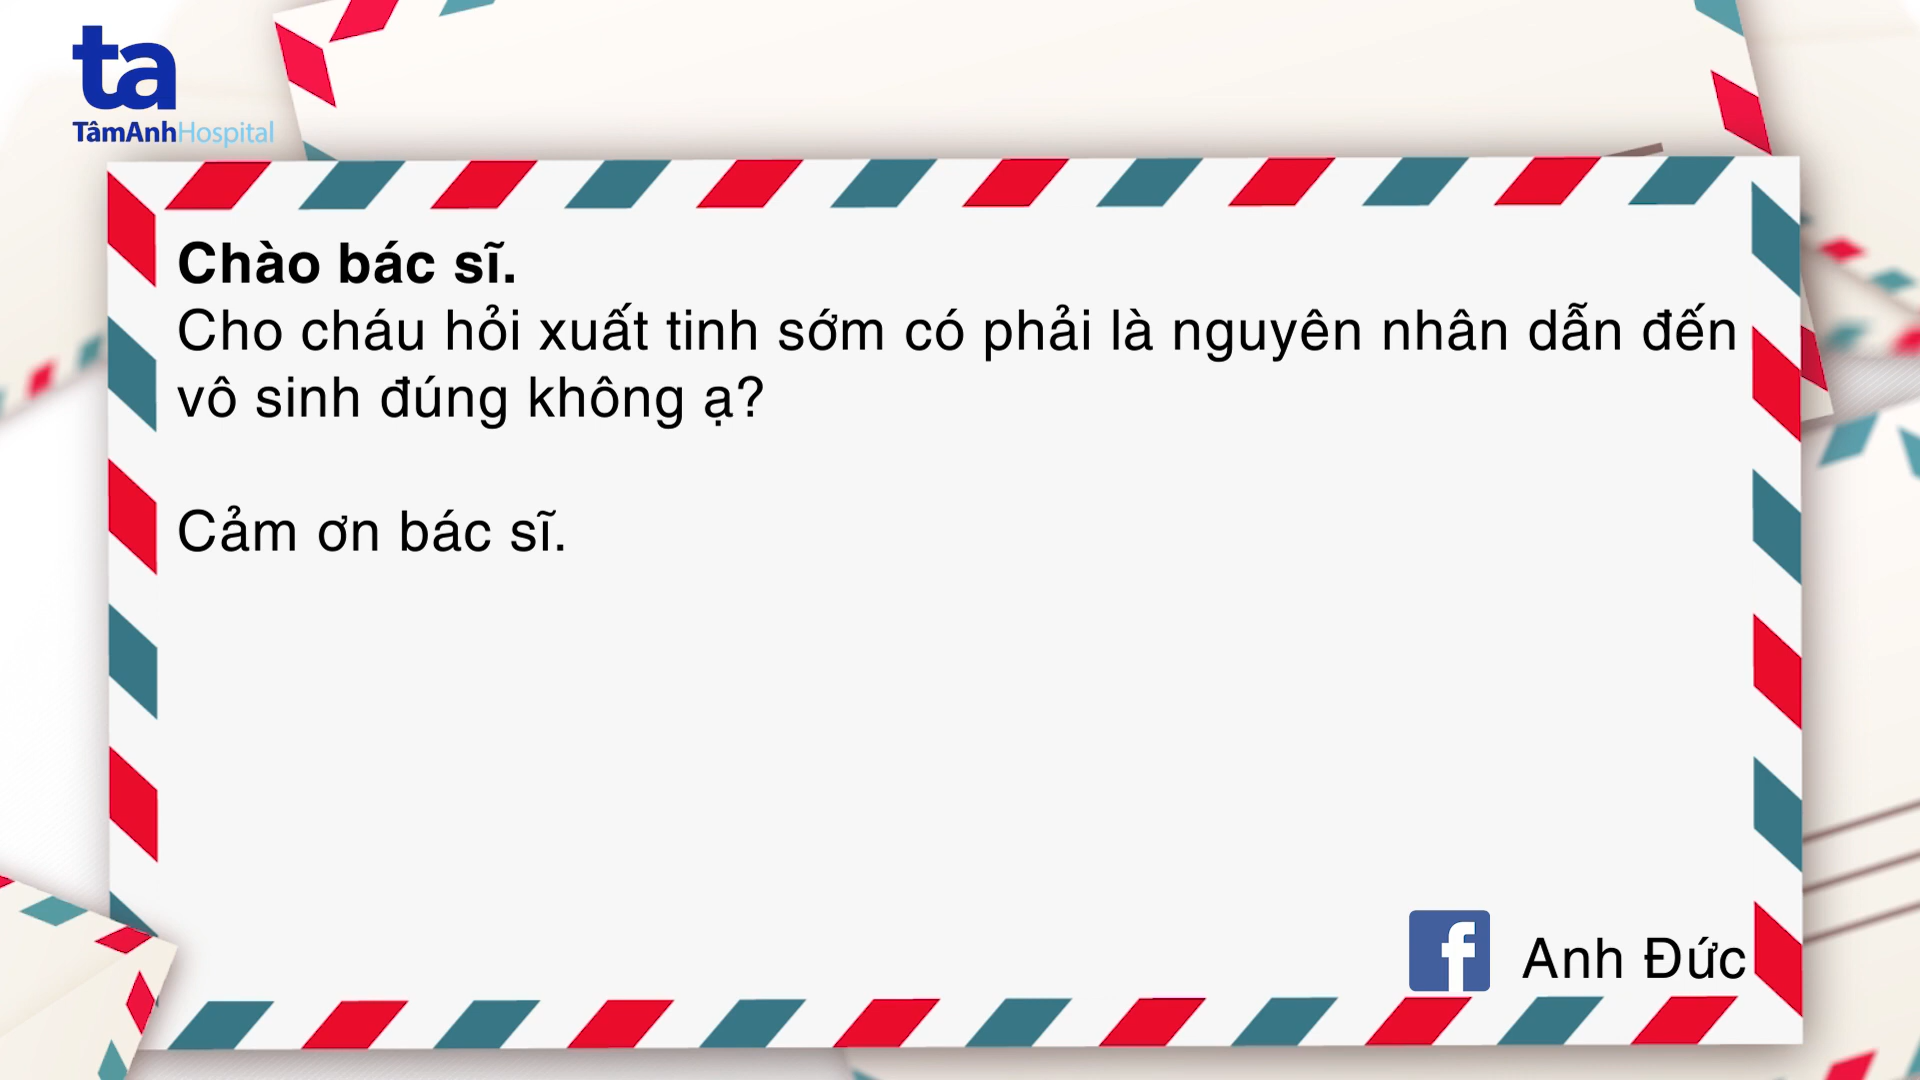 ta
TâmAnhHospital
Chào bác sĩ.
Cho cháu hỏi xuất tinh sớm có phải là nguyên nhân dẫn đến
vô sinh đúng không ạ?
Cảm ơn bác sĩ.
f Anh Đức